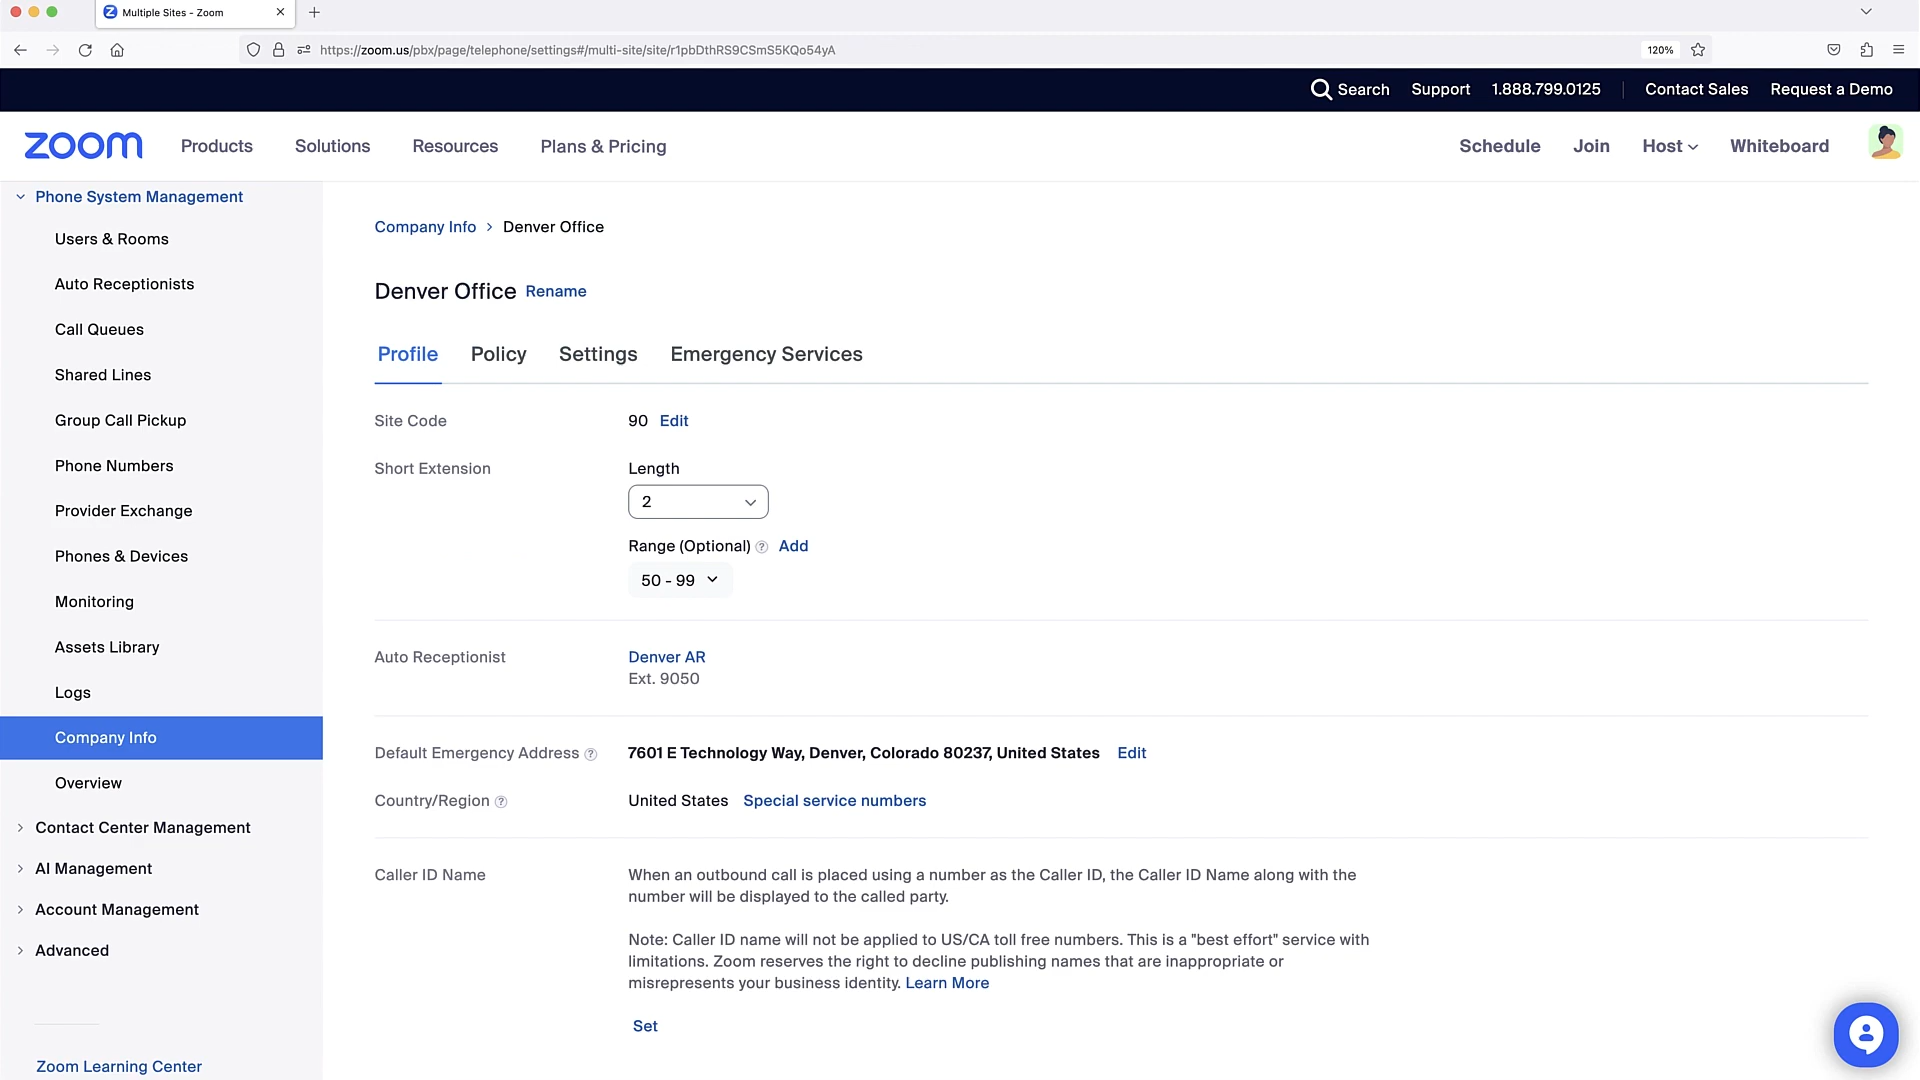 Multiple Sites - Zoom
https://zoom.us/pbx/page/telephone/settings#/multi-site/site/r1pbDthRS9CSmS5KQo54yA
120%
Search Support 1.888.799.0125 Contact Sales Request a Demo
zoom Products Solutions Resources Plans & Pricing Schedule Join Host Whiteboard
Phone System Management
Users & Rooms
Auto Receptionists
Call Queues
Shared Lines
Group Call Pickup
Phone Numbers
Provider Exchange
Phones & Devices
Monitoring
Assets Library
Logs
Company Info
Overview
Contact Center Management
AI Management
Account Management
Advanced
Zoom Learning Center
Company Info > Denver Office
Denver Office Rename
Profile Policy Settings Emergency Services
Site Code 90 Edit
Short Extension Length
2
Range (Optional) ? Add
50 - 99
Auto Receptionist Denver AR
Ext. 9050
Default Emergency Address ? 7601 E Technology Way, Denver, Colorado 80237, United States Edit
Country/Region ? United States Special service numbers
Caller ID Name When an outbound call is placed using a number as the Caller ID, the Caller ID Name along with the
number will be displayed to the called party.
Note: Caller ID name will not be applied to US/CA toll free numbers. This is a "best effort" service with
limitations. Zoom reserves the right to decline publishing names that are inappropriate or
misrepresents your business identity. Learn More
Set